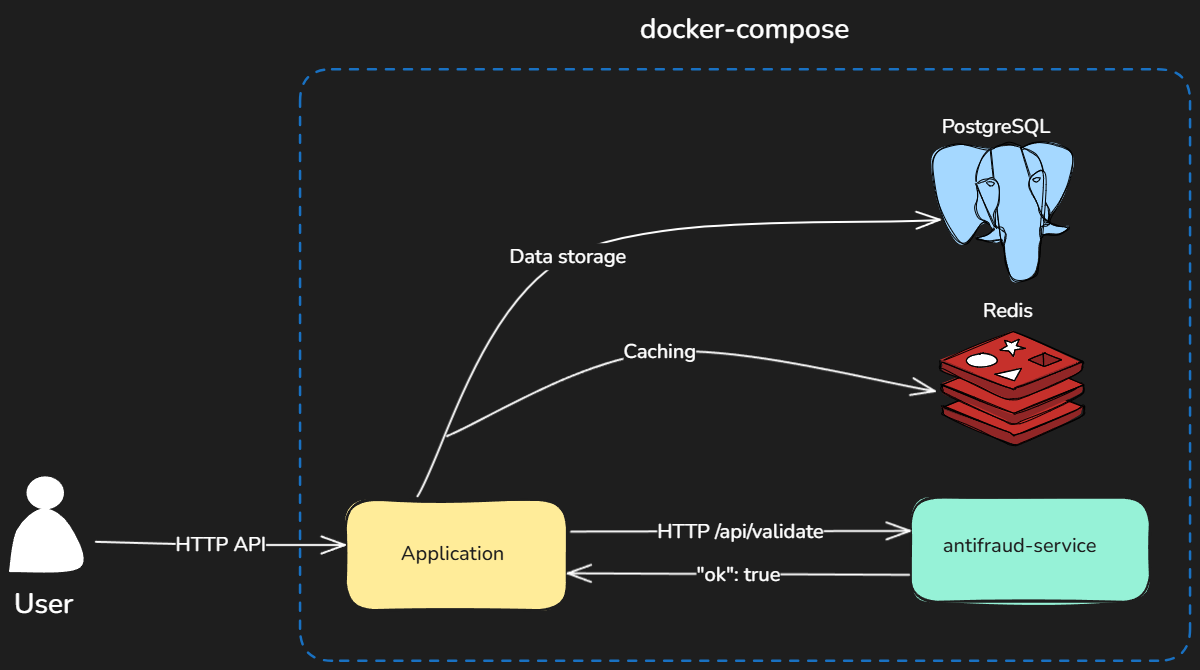 docker-compose
PostgreSQL
Data storage
Redis
Caching
HTTP API
Application
HTTP /api/validate
"ok": true
antifraud-service
User